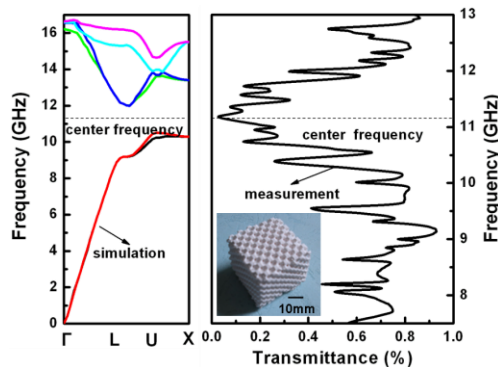 Frequency (GHz)
16
14
12
10
8
6
4
2
0
center frequency
simulation
Γ L U X
center frequency
measurement
10mm
0.0 0.2 0.4 0.6 0.8 1.0
Transmittance (%)
13
12
11
10
9
8
Frequency (GHz)